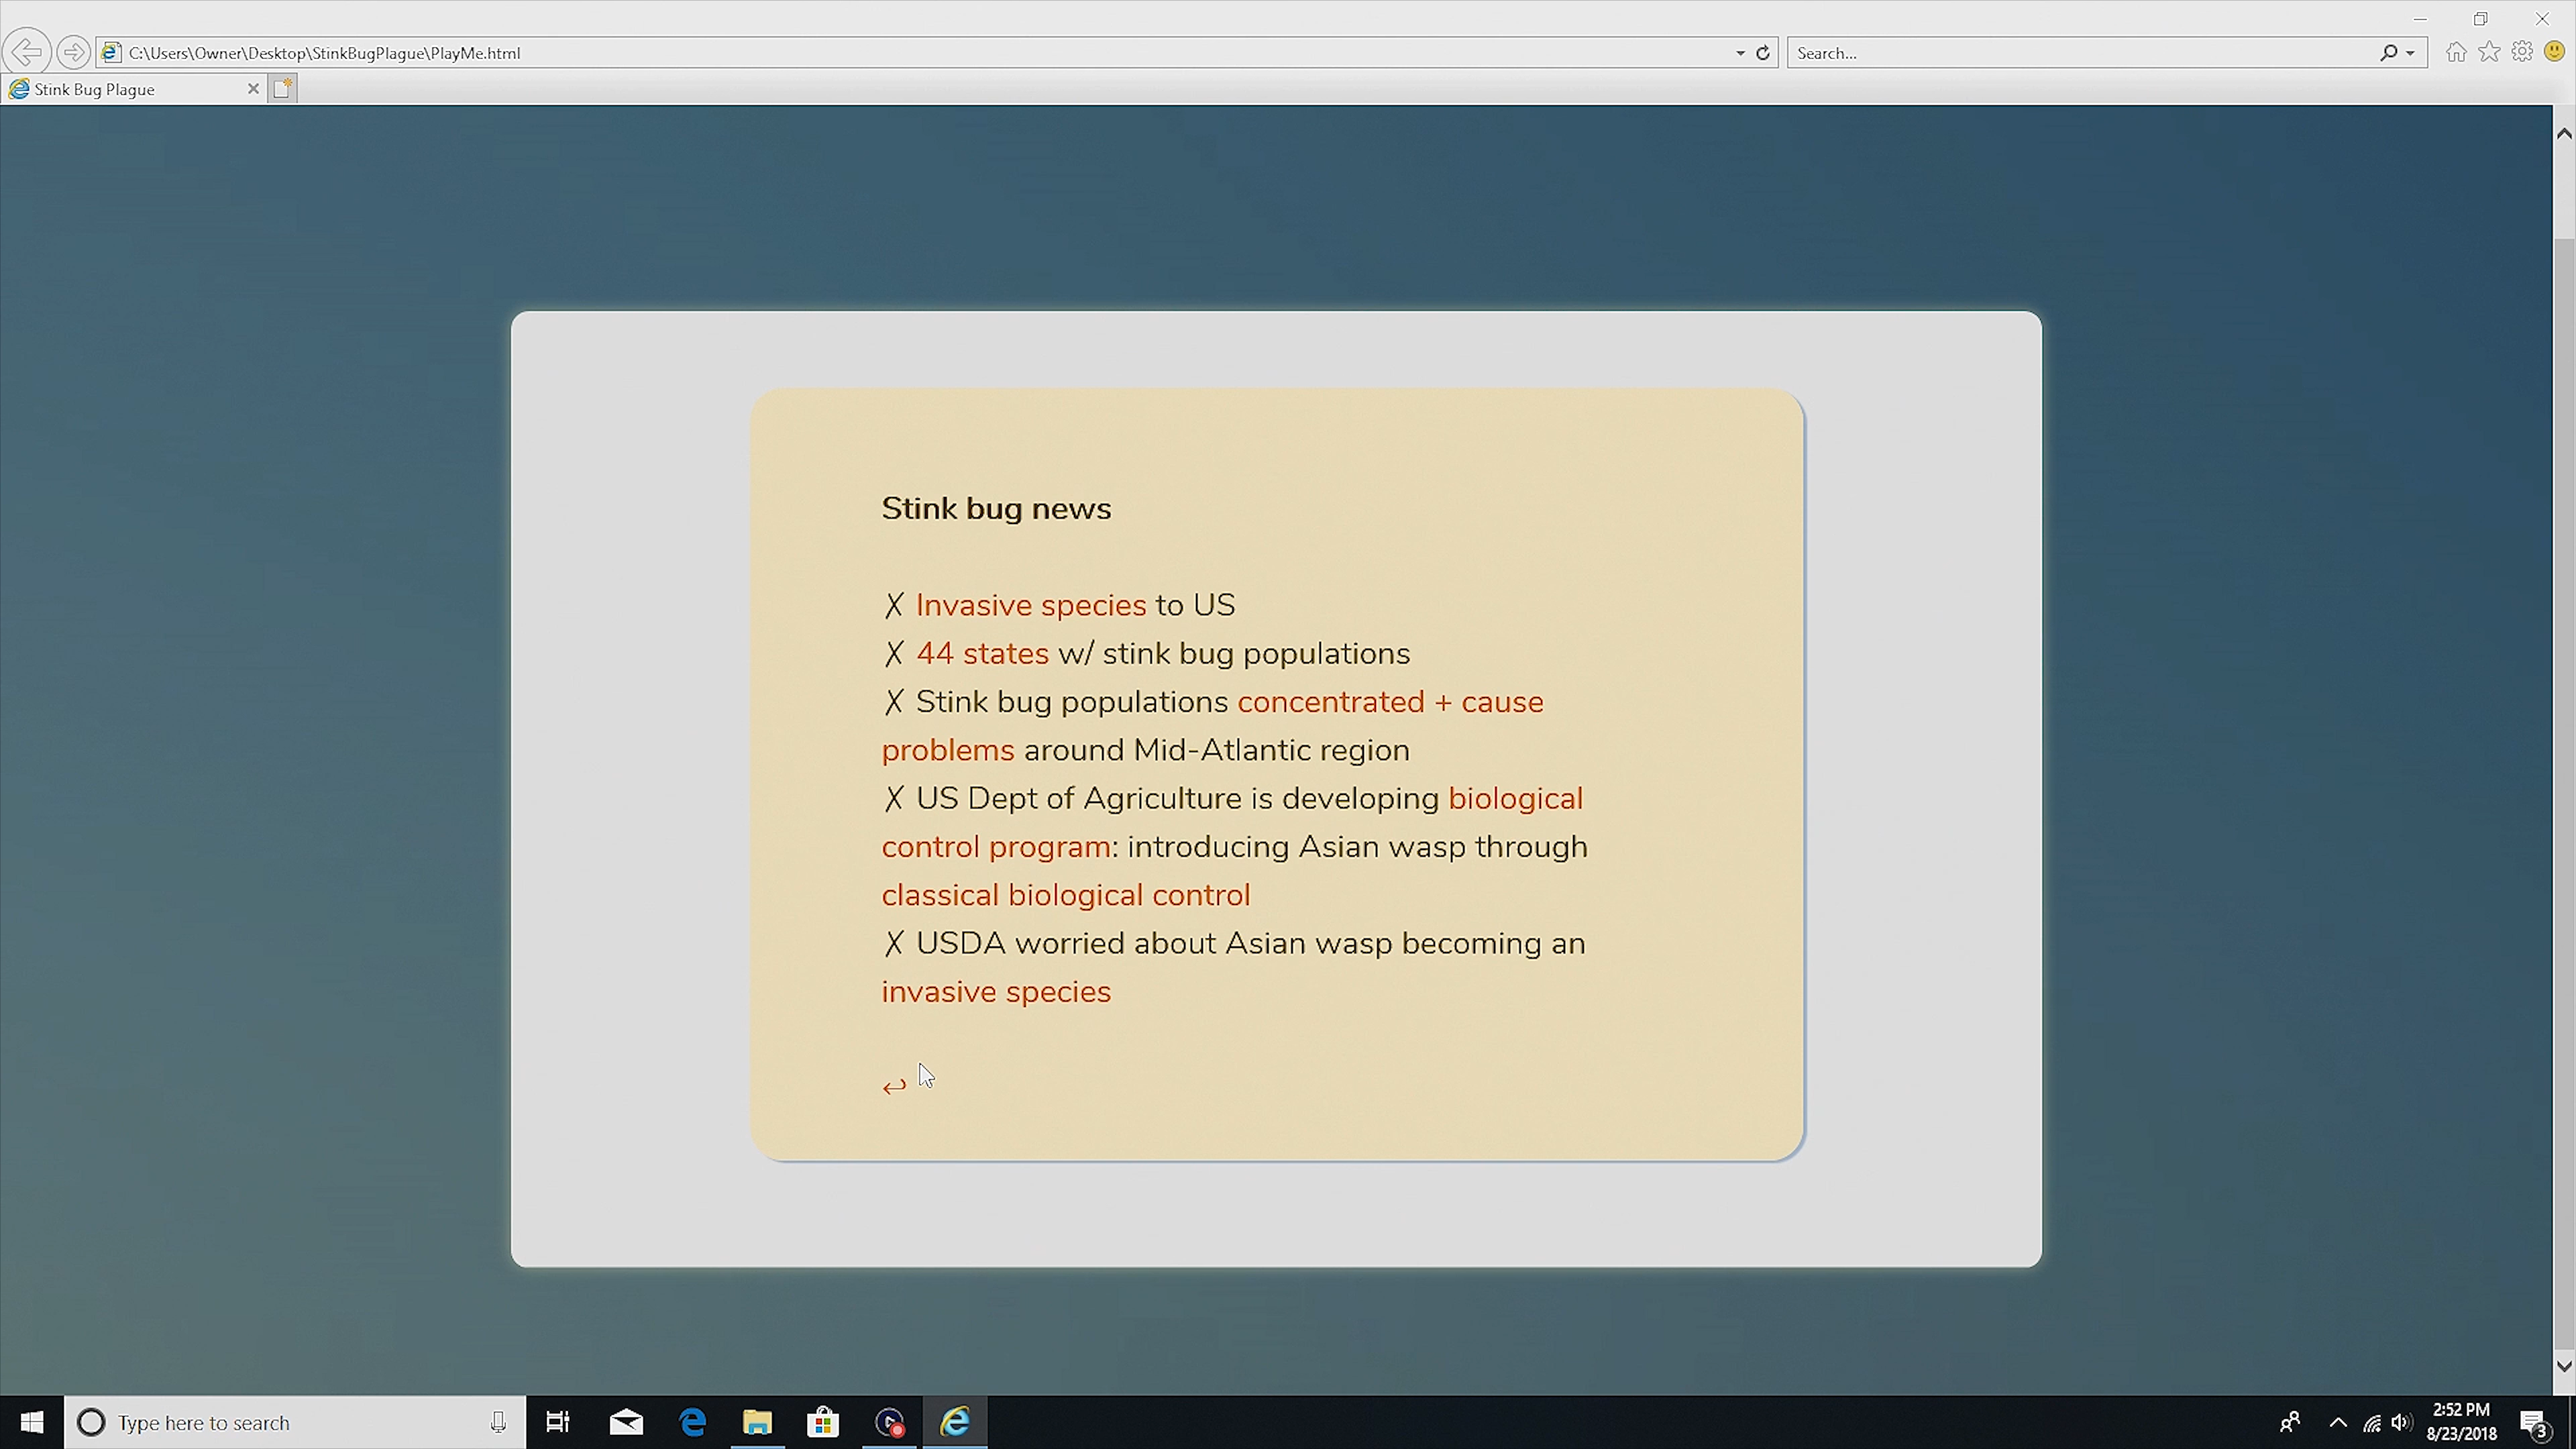 C:\Users\Owner\Desktop\StinkBugPlague\PlayMe.html
Search...
Stink Bug Plague
Stink bug news
✗ Invasive species to US
✗ 44 states w/ stink bug populations
✗ Stink bug populations concentrated + cause
problems around Mid-Atlantic region
✗ US Dept of Agriculture is developing biological
control program: introducing Asian wasp through
classical biological control
✗ USDA worried about Asian wasp becoming an
invasive species
↩
Type here to search
2:52 PM
8/23/2018
3